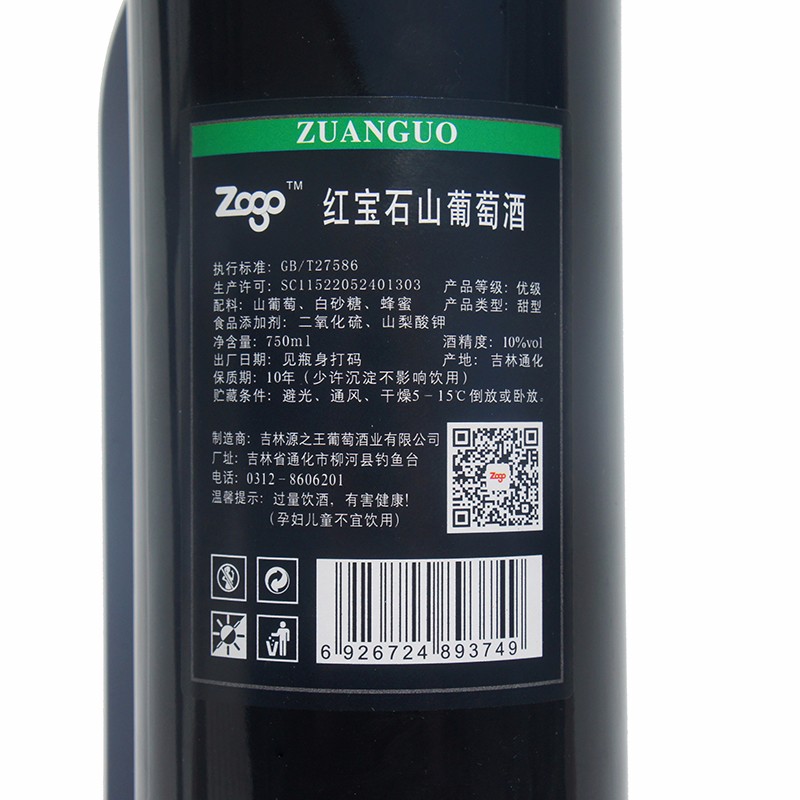 ZUANGUO
Zogo™ 红宝石山葡萄酒
执行标准：GB/T27586
生产许可：SC11522052401303 产品等级：优级
配料：山葡萄、白砂糖、蜂蜜 产品类型：甜型
食品添加剂：二氧化硫、山梨酸钾
净含量：750ml 酒精度：10%vol
出厂日期：见瓶身打码 产地：吉林通化
保质期：10年（少许沉淀不影响饮用）
贮藏条件：避光、通风、干燥5-15℃倒放或卧放。
制造商：吉林源之王葡萄酒业有限公司
厂址：吉林省通化市柳河县钓鱼台
电话：0312-8606201
温馨提示：过量饮酒，有害健康！
（孕妇儿童不宜饮用）
Zogo
6 926724 893749